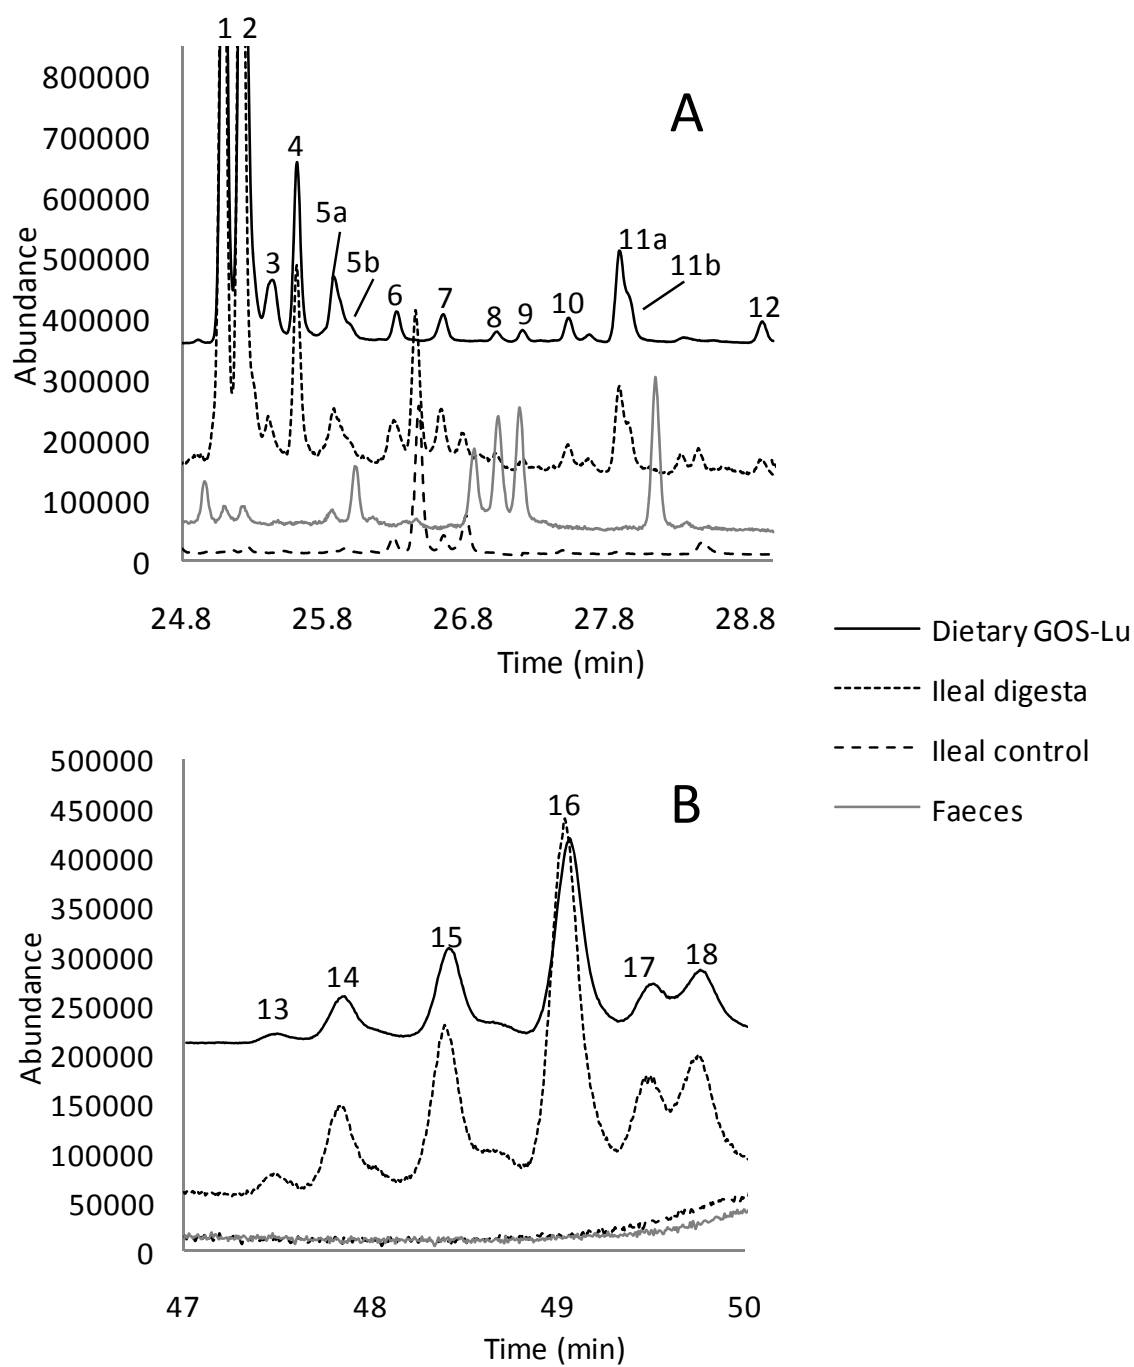 1 2
800000
A
700000
4
600000
5a
500000
3
5b
11a
11b
400000
6
7
8
9
10
12
300000
200000
100000
0
Abundance
24.8 25.8 26.8 27.8 28.8
Time (min)
Dietary GOS-Lu
Ileal digesta
Ileal control
Faeces
500000
B
450000
16
400000
350000
15
300000
14
17
18
13
250000
200000
150000
100000
50000
0
Abundance
47 48 49 50
Time (min)